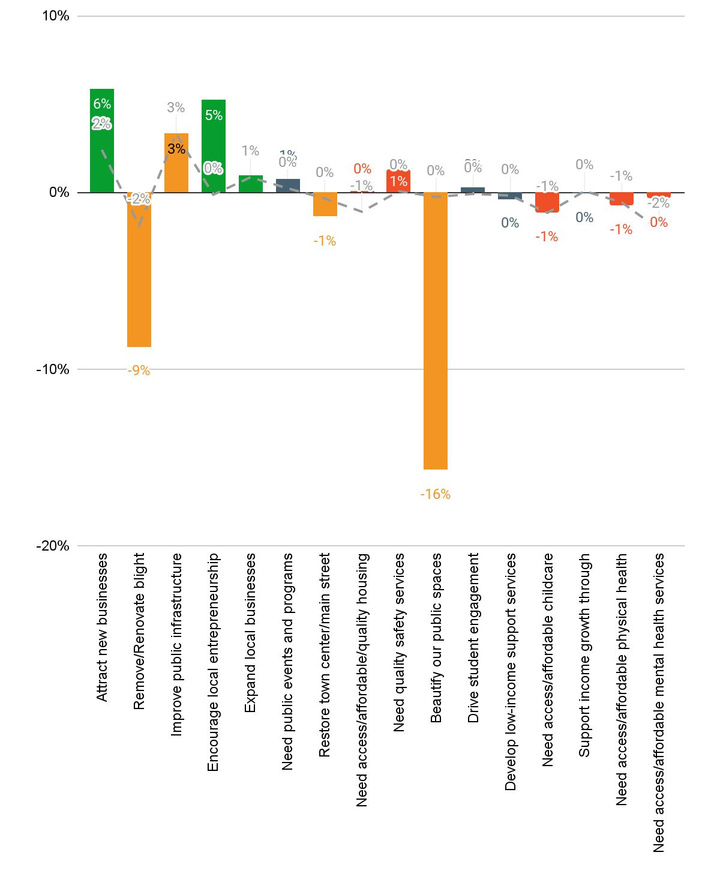 10%
6%
2%
3%
3%
5%
0%
1%
1%
0%
0%
0%
-1%
0%
1%
0%
0%
0%
0%
-1%
0%
-1%
-2%
0%
-2%
0%
-1%
0%
0%
-1%
-1%
-9%
-10%
-16%
-20%
Attract new businesses
Remove/Renovate blight
Improve public infrastructure
Encourage local entrepreneurship
Expand local businesses
Need public events and programs
Restore town center/main street
Need access/affordable/quality housing
Need quality safety services
Beautify our public spaces
Drive student engagement
Develop low-income support services
Need access/affordable childcare
Support income growth through
Need access/affordable physical health
Need access/affordable mental health services